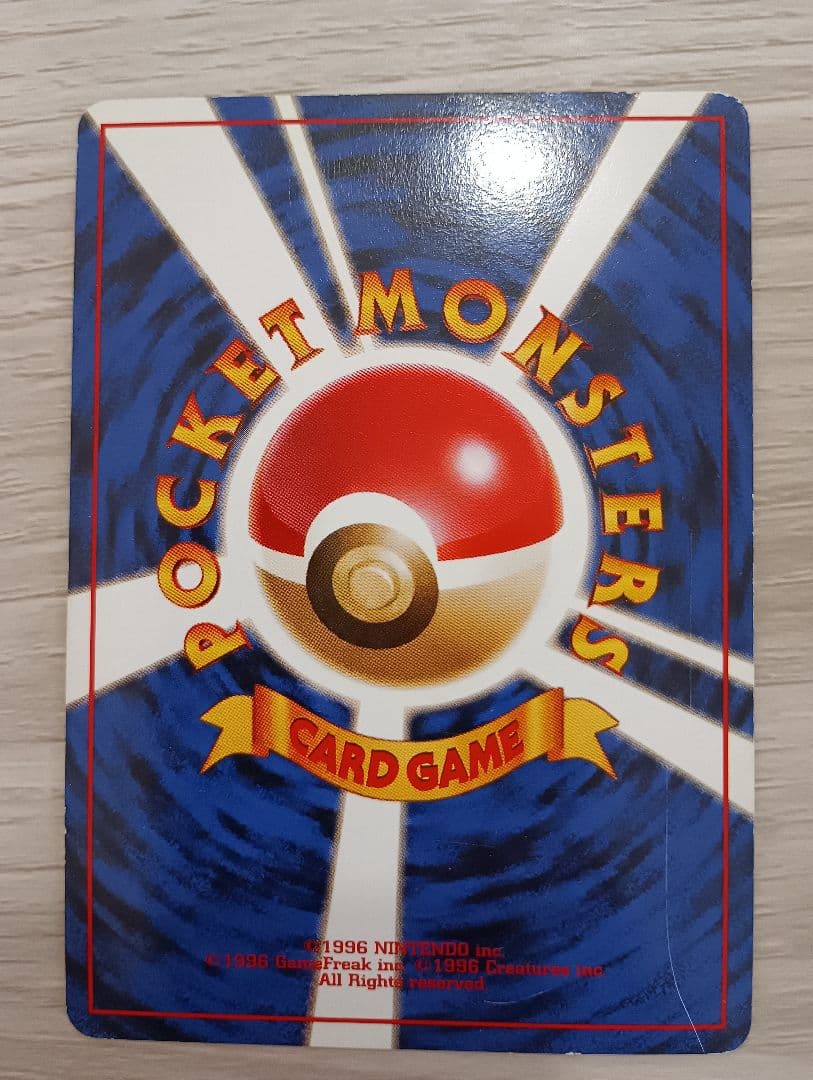 POCKET MONSTERS
CARD GAME
©1996 NINTENDO inc.
©1996 GameFreak inc. ©1996 Creatures inc.
All Rights reserved.